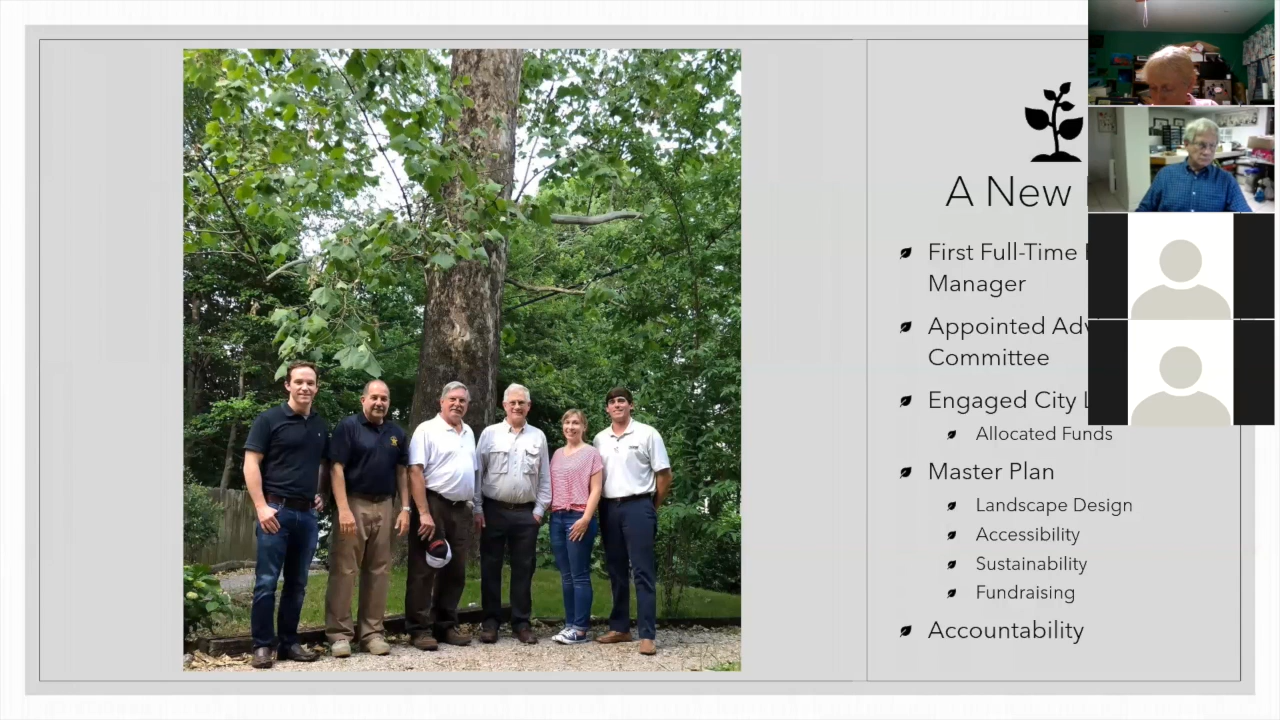 A New
First Full-Time
Manager
Appointed
Committee
Engaged City
Allocated Funds
Master Plan
Landscape Design
Accessibility
Sustainability
Fundraising
Accountability